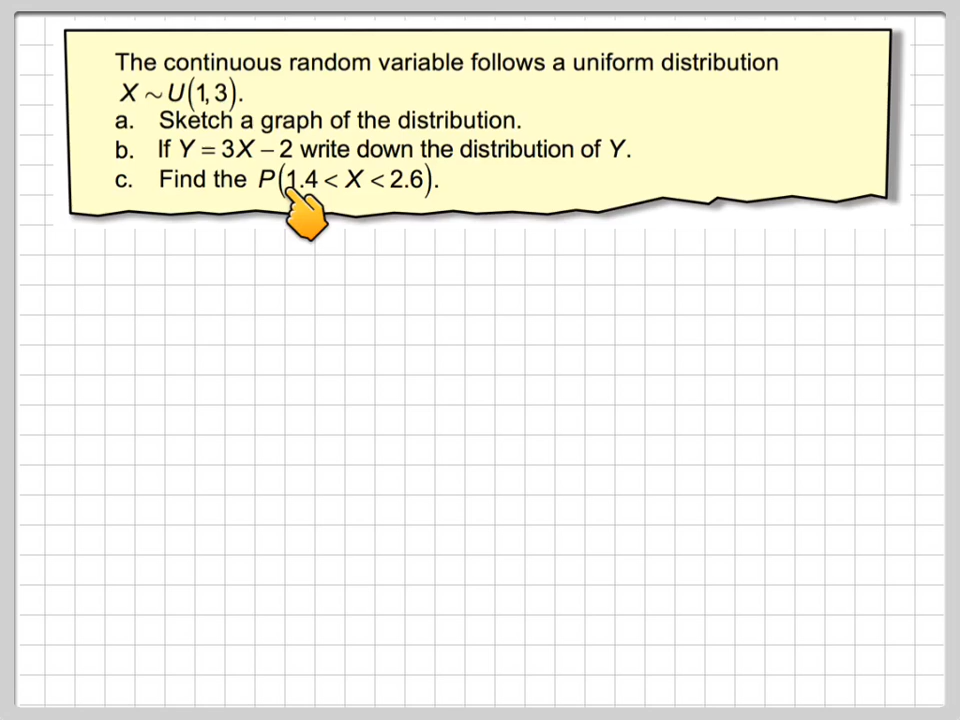 The continuous random variable follows a uniform distribution
X ~ U(1, 3).
a. Sketch a graph of the distribution.
b. If Y = 3X − 2 write down the distribution of Y.
c. Find the P(1.4 < X < 2.6).